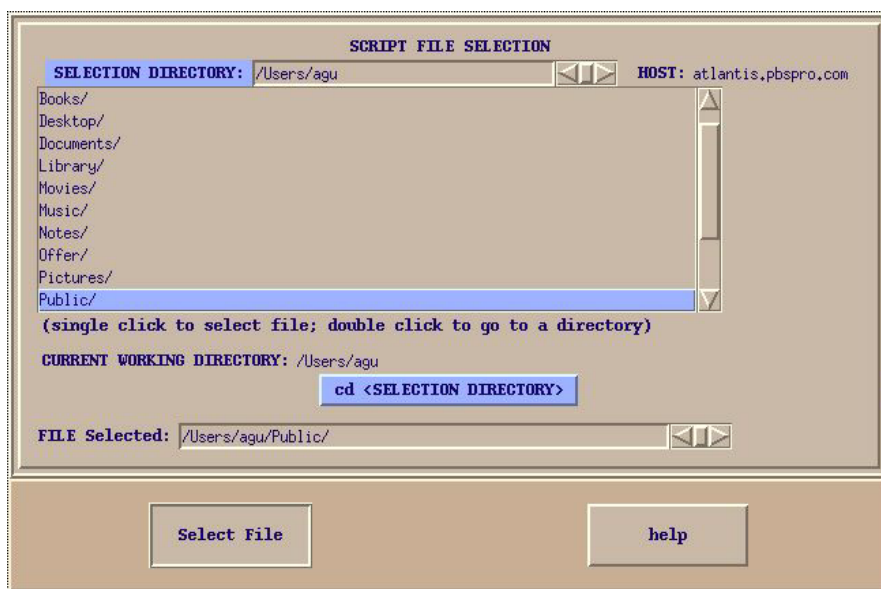 SCRIPT FILE SELECTION
SELECTION DIRECTORY: /Users/agu HOST: atlantis.pbspro.com
Books/
Desktop/
Documents/
Library/
Movies/
Music/
Notes/
Offer/
Pictures/
Public/
(single click to select file; double click to go to a directory)
CURRENT WORKING DIRECTORY: /Users/agu
cd <SELECTION DIRECTORY>
FILE Selected: /Users/agu/Public/
Select File help